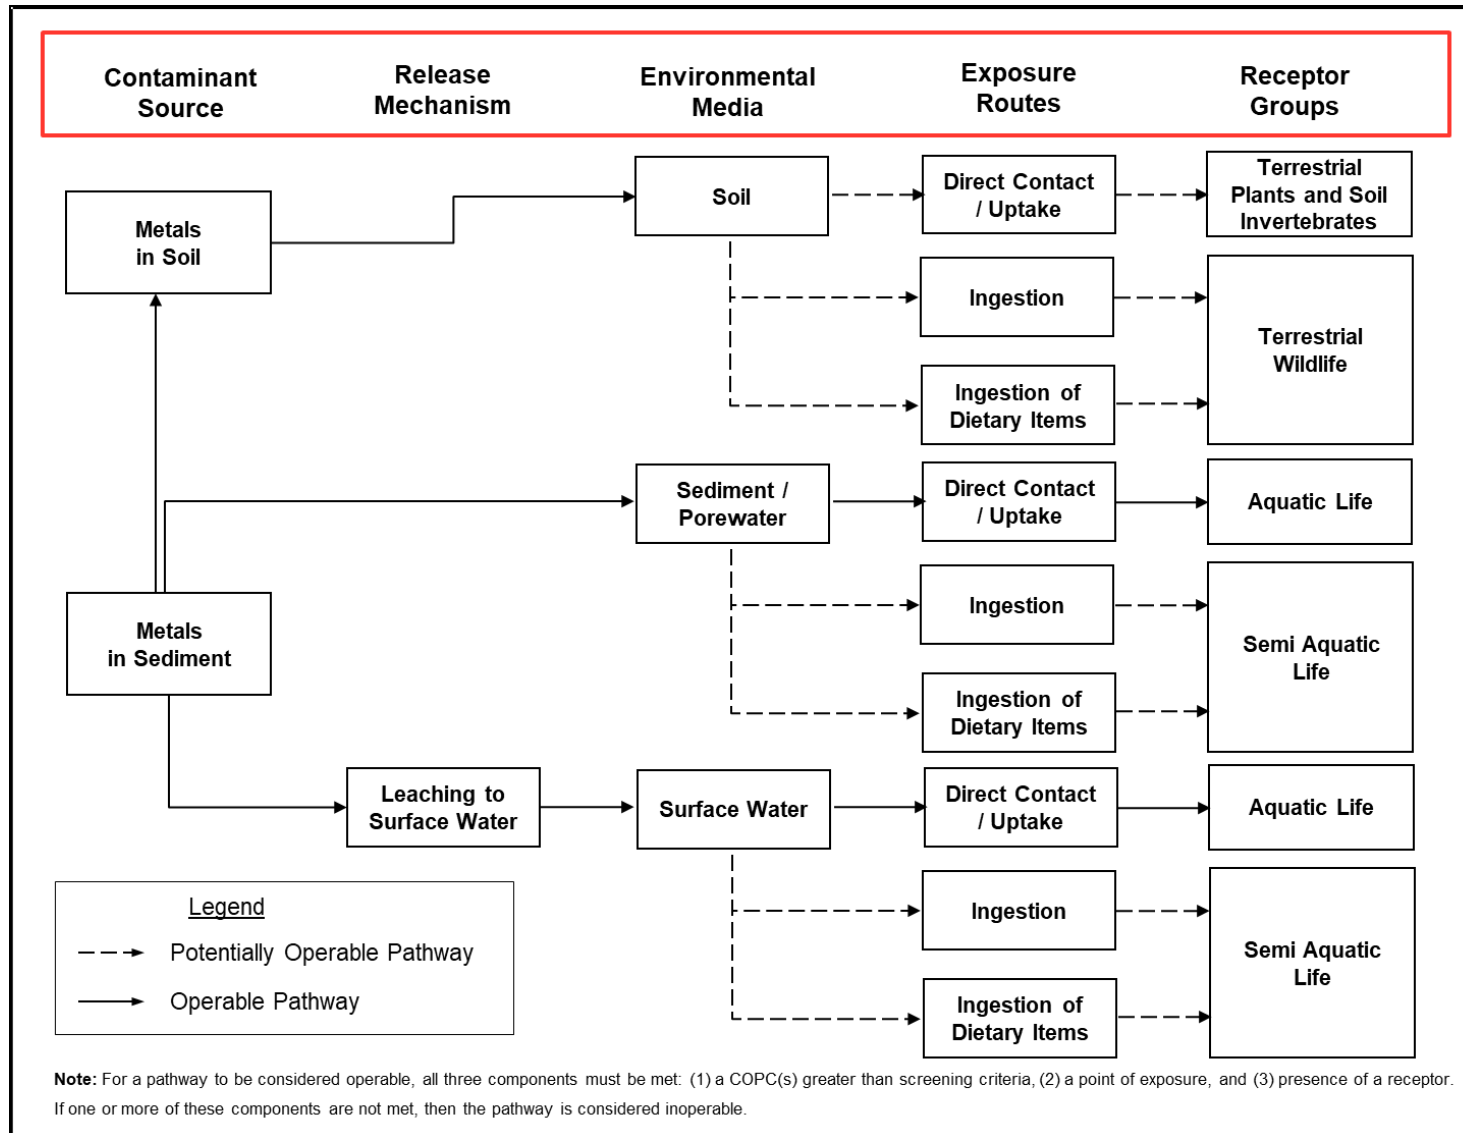 Contaminant
Source
Release
Mechanism
Environmental
Media
Exposure
Routes
Receptor
Groups
Metals
in Soil
Soil
Direct Contact
/ Uptake
Terrestrial
Plants and Soil
Invertebrates
Ingestion
Terrestrial
Wildlife
Ingestion of
Dietary Items
Sediment /
Porewater
Direct Contact
/ Uptake
Aquatic Life
Metals
in Sediment
Ingestion
Semi Aquatic
Life
Ingestion of
Dietary Items
Leaching to
Surface Water
Surface Water
Direct Contact
/ Uptake
Aquatic Life
Ingestion
Semi Aquatic
Life
Ingestion of
Dietary Items
Legend
Potentially Operable Pathway
Operable Pathway
Note: For a pathway to be considered operable, all three components must be met: (1) a COPC(s) greater than screening criteria, (2) a point of exposure, and (3) presence of a receptor.
If one or more of these components are not met, then the pathway is considered inoperable.